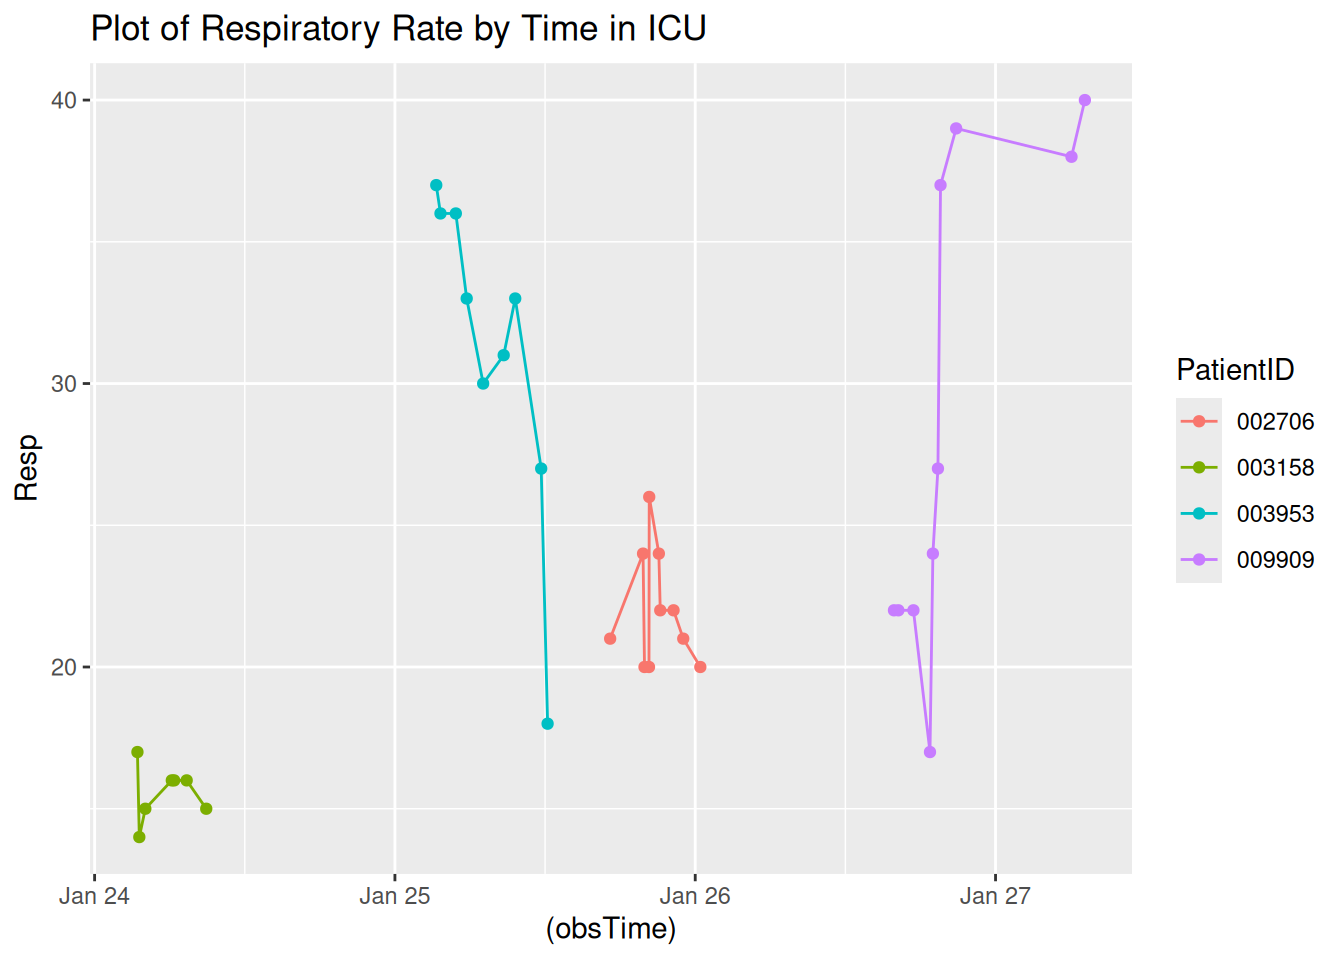 Plot of Respiratory Rate by Time in ICU
40
30
20
Resp
Jan 24
Jan 25
Jan 26
Jan 27
(obsTime)
PatientID
002706
003158
003953
009909